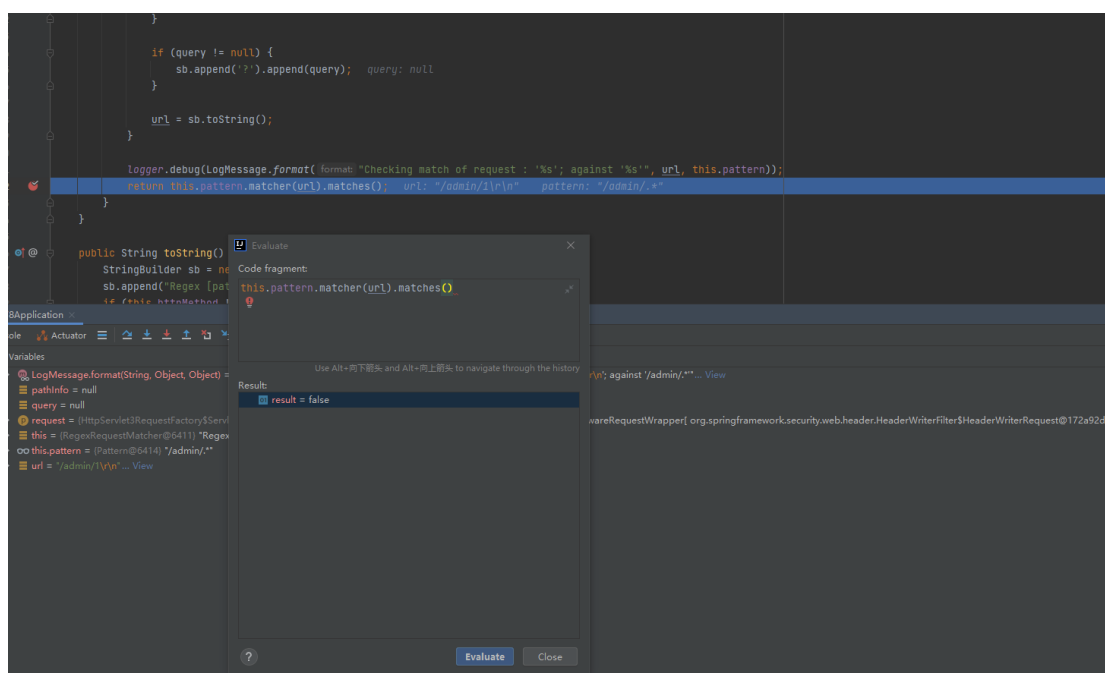 }
if (query != null) {
sb.append('?').append(query); query: null
}
url = sb.toString();
}
logger.debug(LogMessage.format( format: "Checking match of request : '%s'; against '%s'", url, this.pattern));
return this.pattern.matcher(url).matches(); url: "/admin/1\r\n" pattern: "/admin/.*"
}
}
public String toString()
StringBuilder sb = ne
sb.append("Regex [pat
if (this.httpMethod !
Evaluate
Code fragment:
this.pattern.matcher(url).matches()
Use Alt+向下箭头 and Alt+向上箭头 to navigate through the history
Result:
result = false
?
Evaluate
Close
8Application
ole Actuator
Variables
LogMessage.format(String, Object, Object) = r\n'; against '/admin/.*'"... View
pathInfo = null
query = null
request = {HttpServlet3RequestFactory$Servl wareRequestWrapper[ org.springframework.security.web.header.HeaderWriterFilter$HeaderWriterRequest@172a92d
this = {RegexRequestMatcher@6411} "Regex
this.pattern = {Pattern@6414} "/admin/.*"
url = "/admin/1\r\n"... View